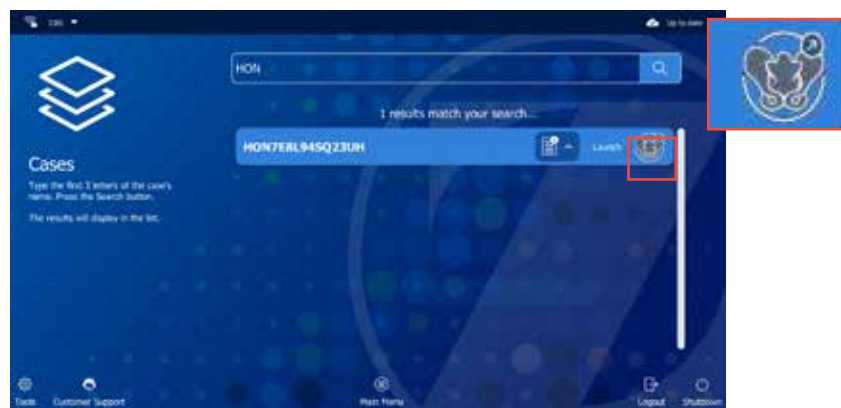 Up to date
HON
1 results match your search...
HON7E8L94SQ23UH
Launch
Cases
Type the first 3 letters of the case's
name. Press the Search button.
The results will display in the list.
Tools
Customer Support
Main Menu
Logout
Shutdown